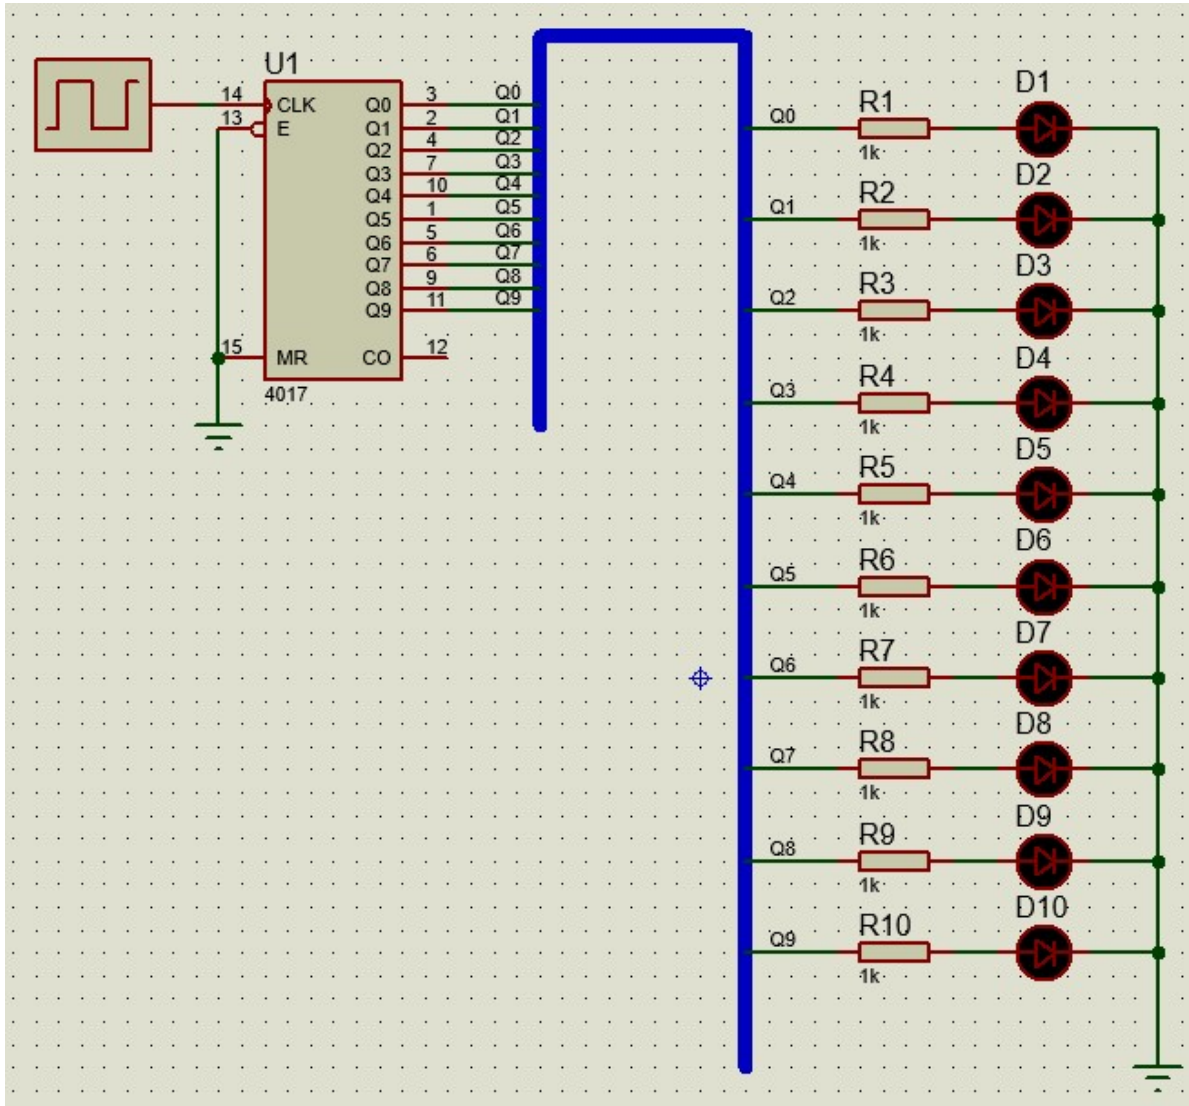 U1
14 CLK Q0 3 Q0
13 E Q1 2 Q1
Q2 4 Q2
Q3 7 Q3
Q4 10 Q4
Q5 1 Q5
Q6 5 Q6
Q7 6 Q7
Q8 9 Q8
Q9 11 Q9
15 MR CO 12
4017
Q0 R1 D1
1k
Q1 R2 D2
1k
Q2 R3 D3
1k
Q3 R4 D4
1k
Q4 R5 D5
1k
Q5 R6 D6
1k
Q6 R7 D7
1k
Q7 R8 D8
1k
Q8 R9 D9
1k
Q9 R10 D10
1k